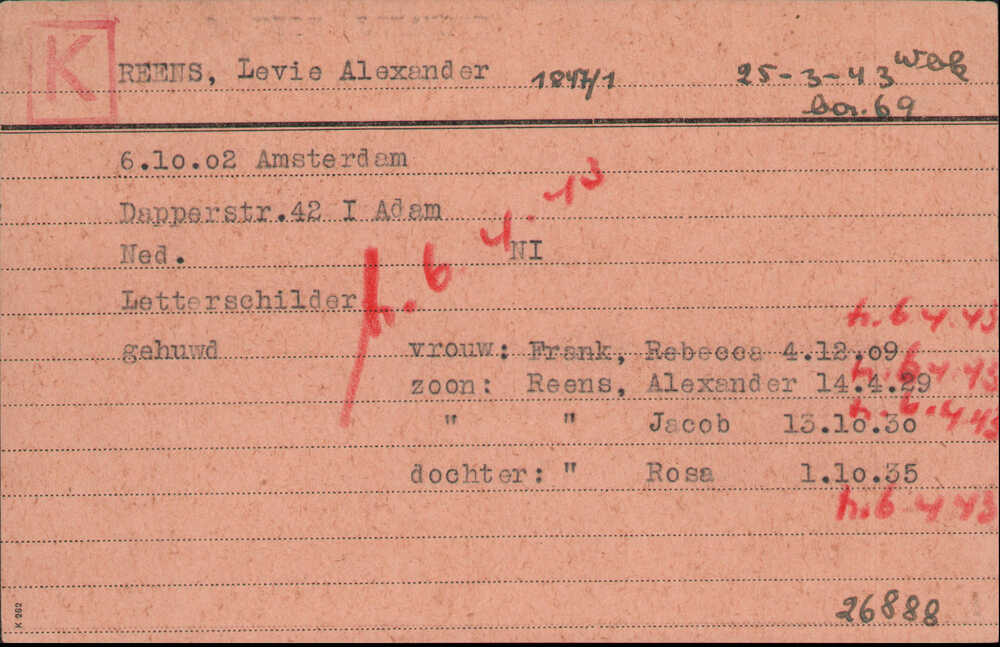 K
REENS, Levie Alexander 1847/1 25-3-43 Wek
bar. 69
6.10.02 Amsterdam
Dapperstr.42 I Adam
h. 6. 4. 43
Ned. NI
Letterschilder
h. 6 4 43
gehuwd vrouw: Frank, Rebecca 4.12.09
h. 6 4 43
zoon: Reens, Alexander 14.4.29
h. 6. 4 43
" " Jacob 13.10.30
dochter: " Rosa 1.10.35
h. 6 4 43
26888
K 262